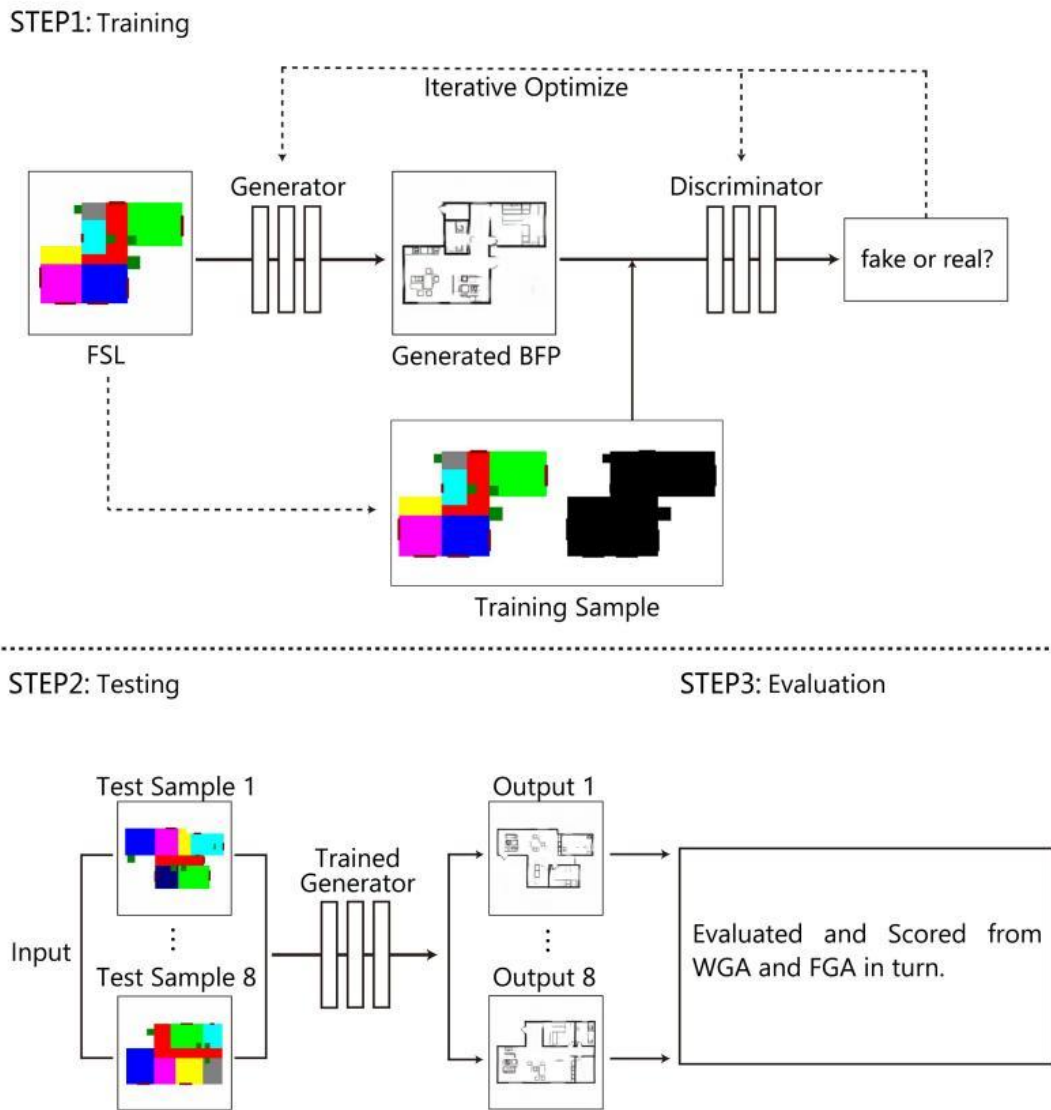 STEP1: Training
Iterative Optimize
Generator
Discriminator
fake or real?
FSL
Generated BFP
Training Sample
STEP2: Testing
STEP3: Evaluation
Test Sample 1
Output 1
Trained
Generator
Input
Evaluated and Scored from
WGA and FGA in turn.
Test Sample 8
Output 8